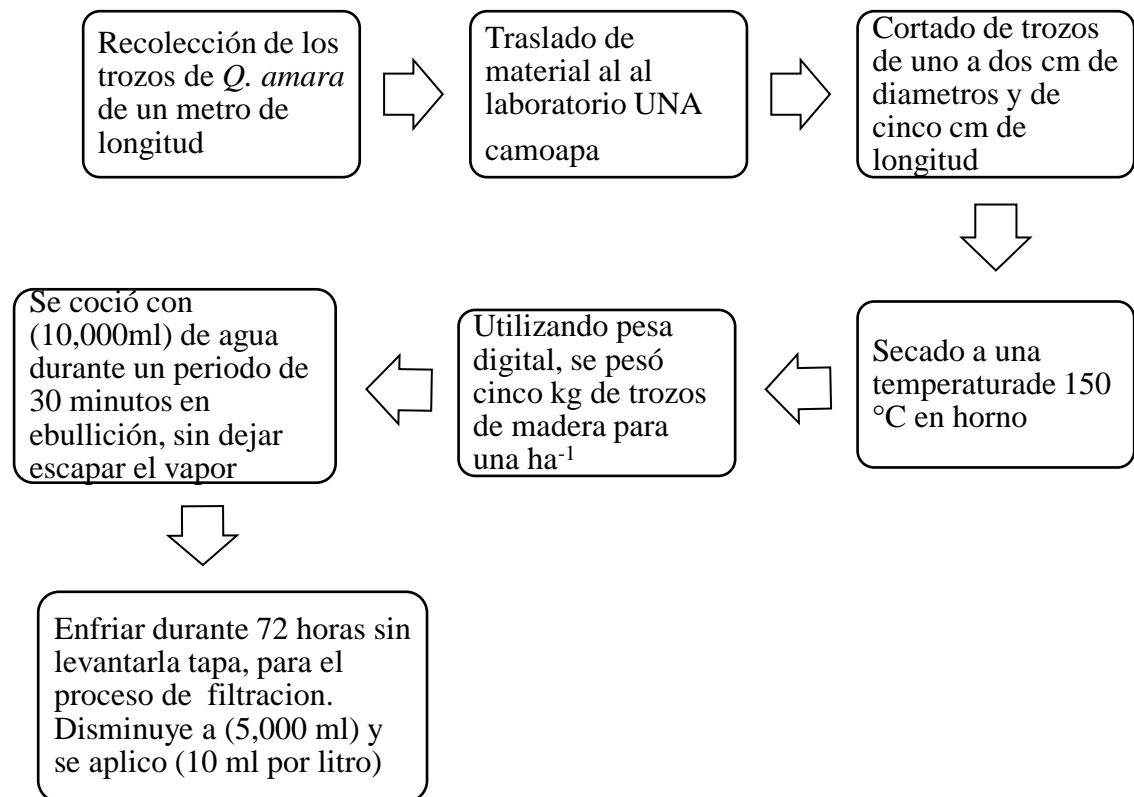 Recolección de los
trozos de Q. amara
de un metro de
longitud
Traslado de
material al al
laboratorio UNA
camoapa
Cortado de trozos
de uno a dos cm de
diametros y de
cinco cm de
longitud
Secado a una
temperaturade 150
°C en horno
Utilizando pesa
digital, se pesó
cinco kg de trozos
de madera para
una ha⁻¹
Se coció con
(10,000ml) de agua
durante un periodo de
30 minutos en
ebullición, sin dejar
escapar el vapor
Enfriar durante 72 horas sin
levantarla tapa, para el
proceso de filtracion.
Disminuye a (5,000 ml) y
se aplico (10 ml por litro)